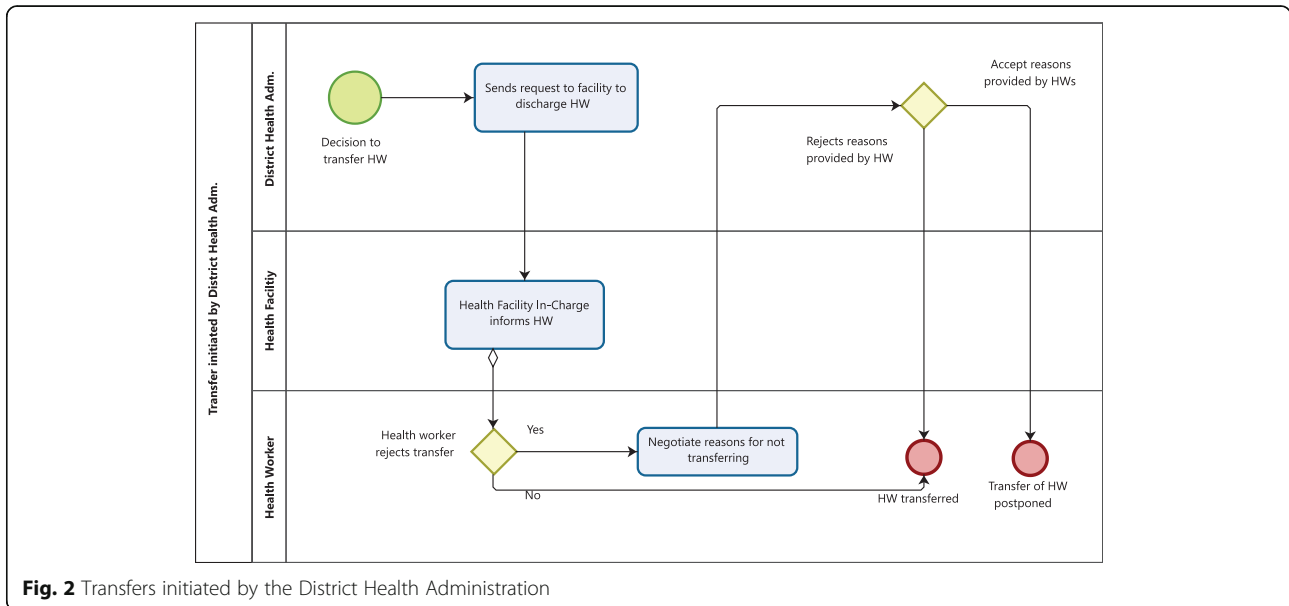 Transfer initiated by District Health Adm.
District Health Adm.
Decision to
transfer HW
Sends request to facility to
discharge HW
Accept reasons
provided by HWs
Rejects reasons
provided by HW
Health Faciltiy
Health Facility In-Charge
informs HW
Health Worker
Health worker
rejects transfer
Yes
No
Negotiate reasons for not
transferring
HW transferred
Transfer of HW
postponed
Fig. 2 Transfers initiated by the District Health Administration